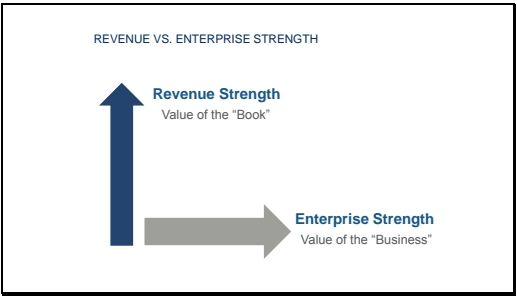 REVENUE VS. ENTERPRISE STRENGTH
Revenue Strength
Value of the “Book”
Enterprise Strength
Value of the “Business”